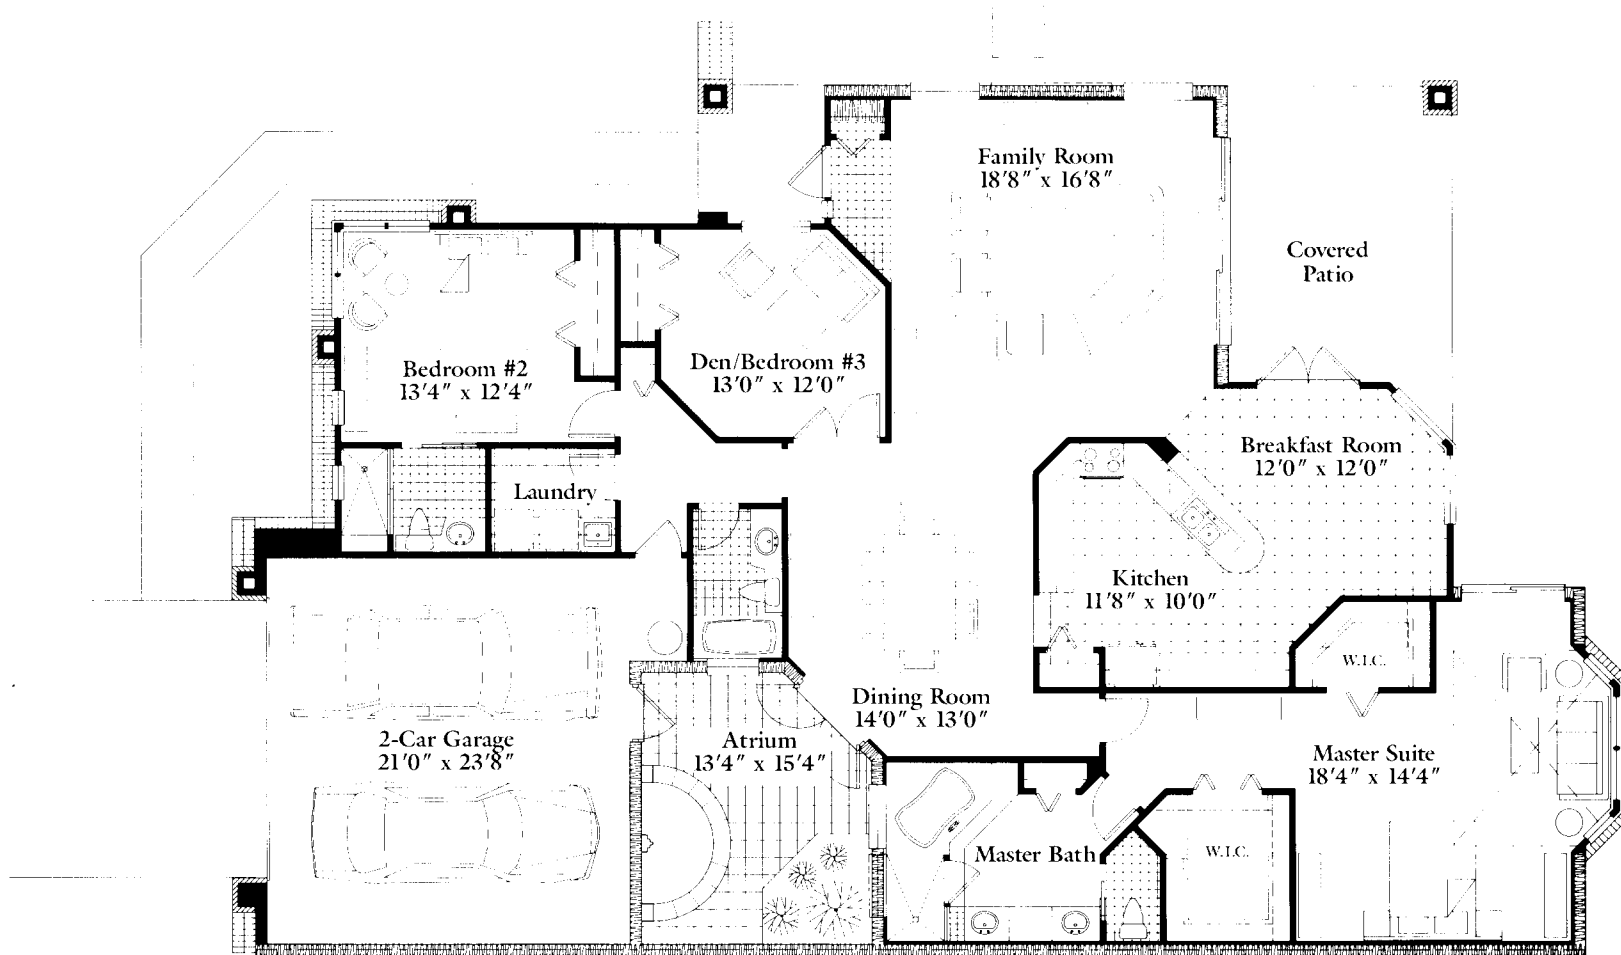 Family Room
18'8" x 16'8"
Covered
Patio
Bedroom #2
13'4" x 12'4"
Den/Bedroom #3
13'0" x 12'0"
Breakfast Room
12'0" x 12'0"
Laundry
Kitchen
11'8" x 10'0"
W.I.C.
Dining Room
14'0" x 13'0"
2-Car Garage
21'0" x 23'8"
Atrium
13'4" x 15'4"
Master Suite
18'4" x 14'4"
Master Bath
W.I.C.